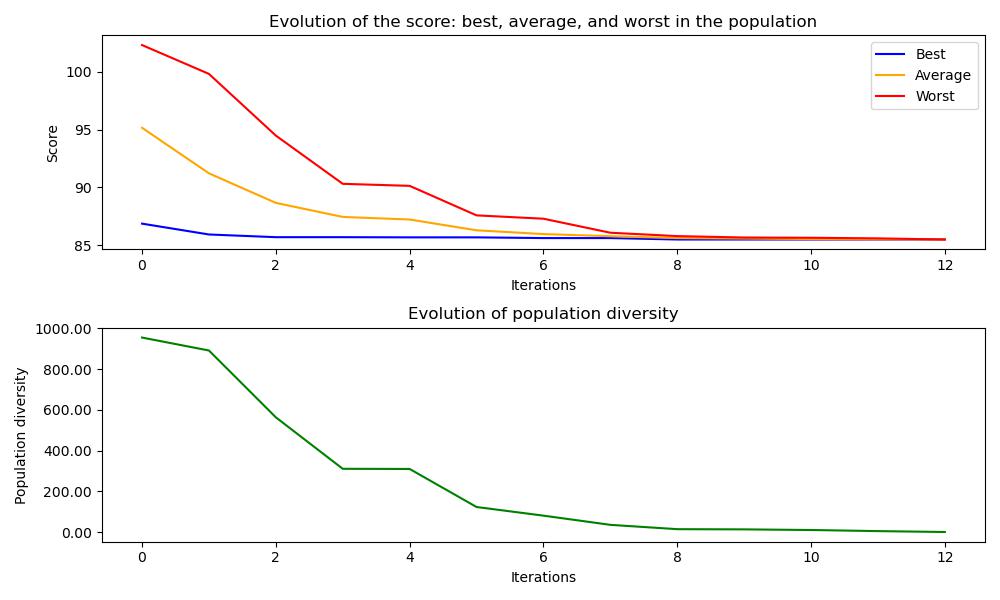 Evolution of the score: best, average, and worst in the population
Score
100
95
90
85
Best
Average
Worst
0 2 4 6 8 10 12
Iterations
Evolution of population diversity
Population diversity
1000.00
800.00
600.00
400.00
200.00
0.00
0 2 4 6 8 10 12
Iterations